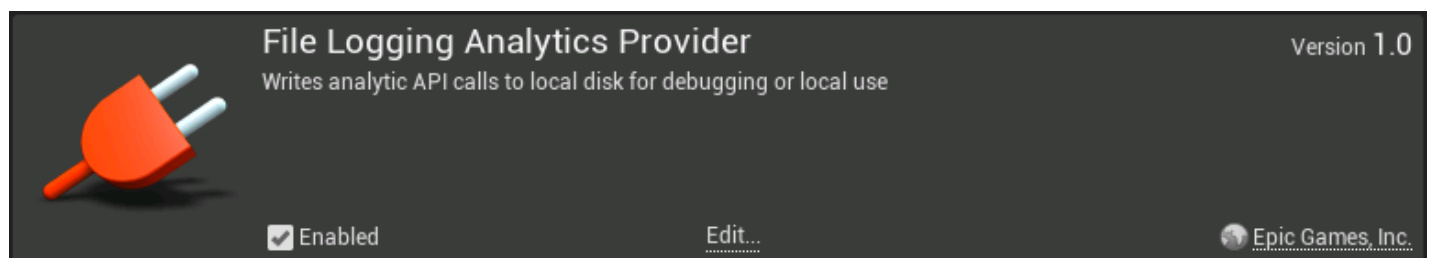 File Logging Analytics Provider
Version 1.0
Writes analytic API calls to local disk for debugging or local use
Enabled
Edit...
Epic Games, Inc.